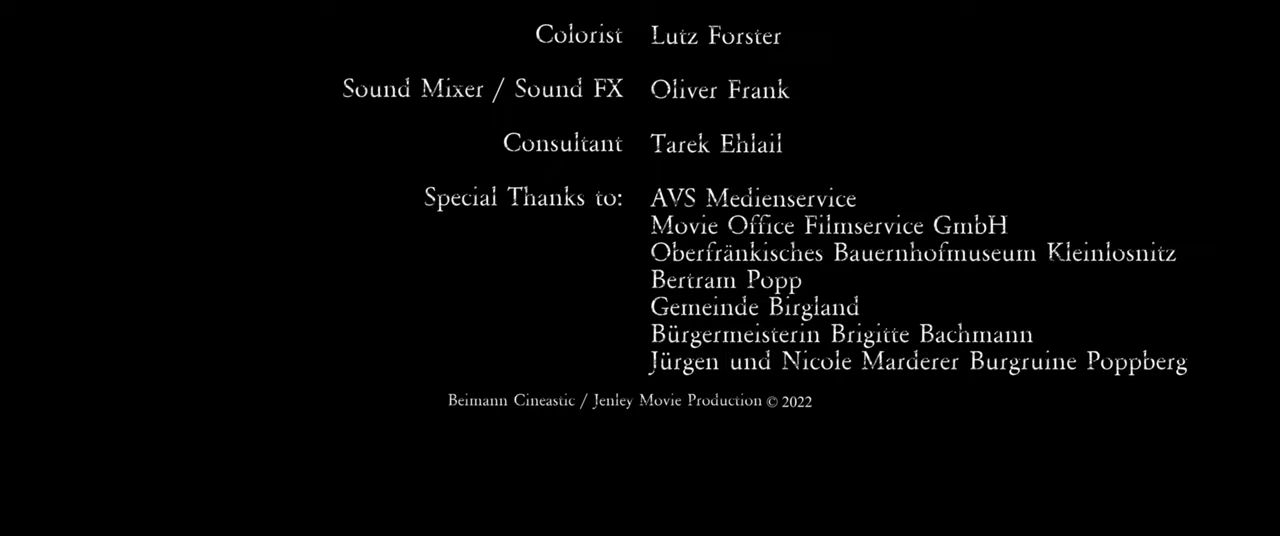 Colorist Lutz Forster
Sound Mixer / Sound FX Oliver Frank
Consultant Tarek Ehlail
Special Thanks to: AVS Medienservice
Movie Office Filmservice GmbH
Oberfränkisches Bauernhofmuseum Kleinlosnitz
Bertram Popp
Gemeinde Birgland
Bürgermeisterin Brigitte Bachmann
Jürgen und Nicole Marderer Burgruine Poppberg
Beimann Cineastic / Jenley Movie Production © 2022